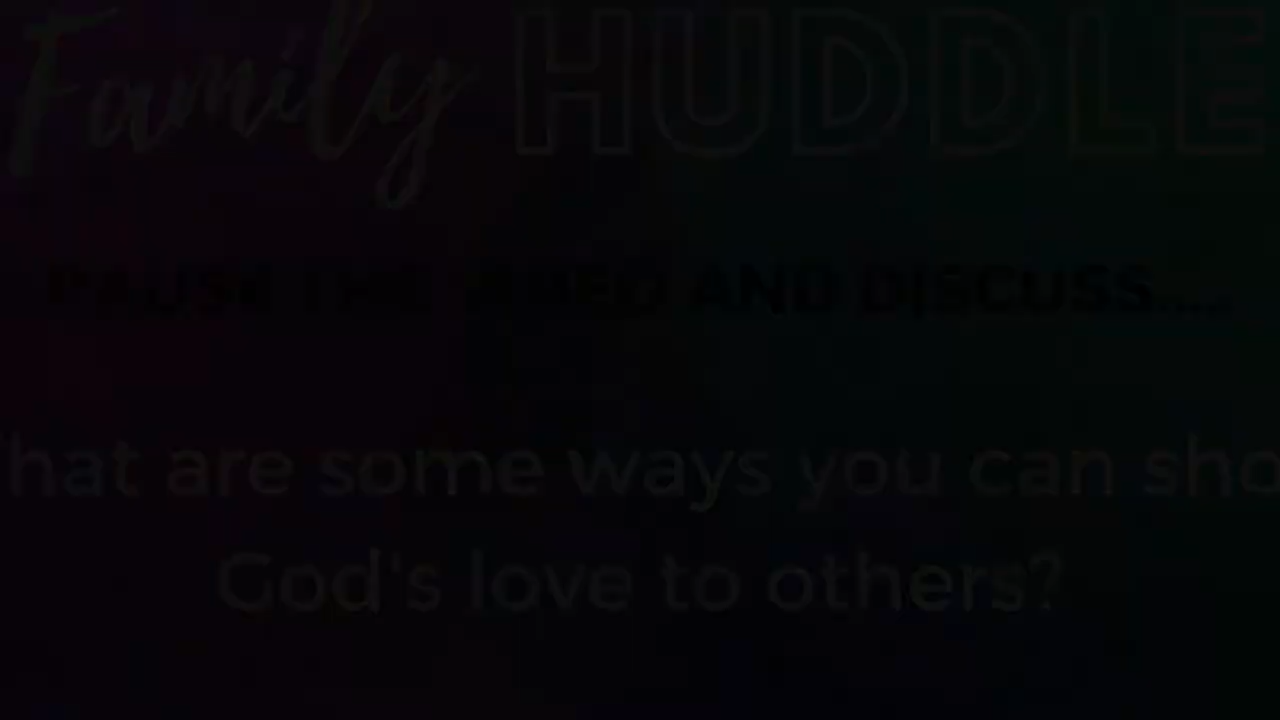 Family HUDDLE
PAUSE THE VIDEO AND DISCUSS....
hat are some ways you can sho
God's love to others?